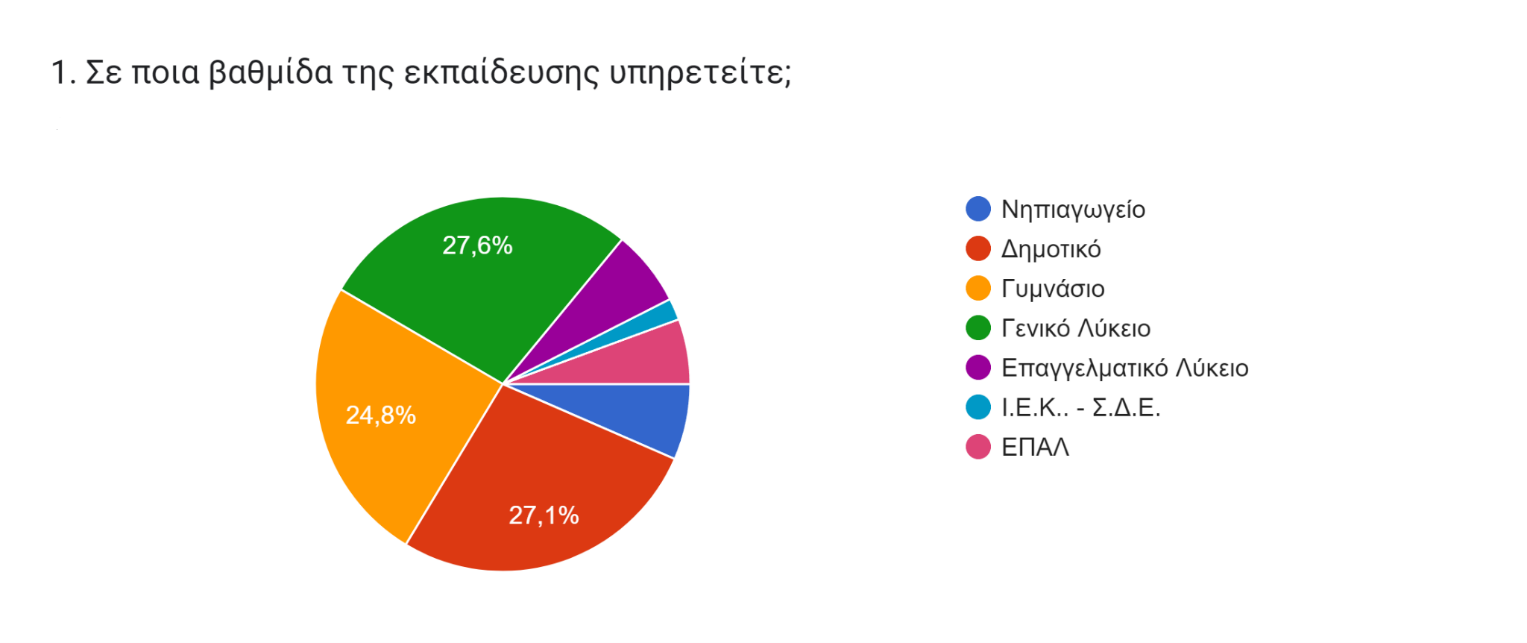 1. Σε ποια βαθμίδα της εκπαίδευσης υπηρετείτε;
27,6%
24,8%
27,1%
Νηπιαγωγείο
Δημοτικό
Γυμνάσιο
Γενικό Λύκειο
Επαγγελματικό Λύκειο
Ι.Ε.Κ.. - Σ.Δ.Ε.
ΕΠΑΛ